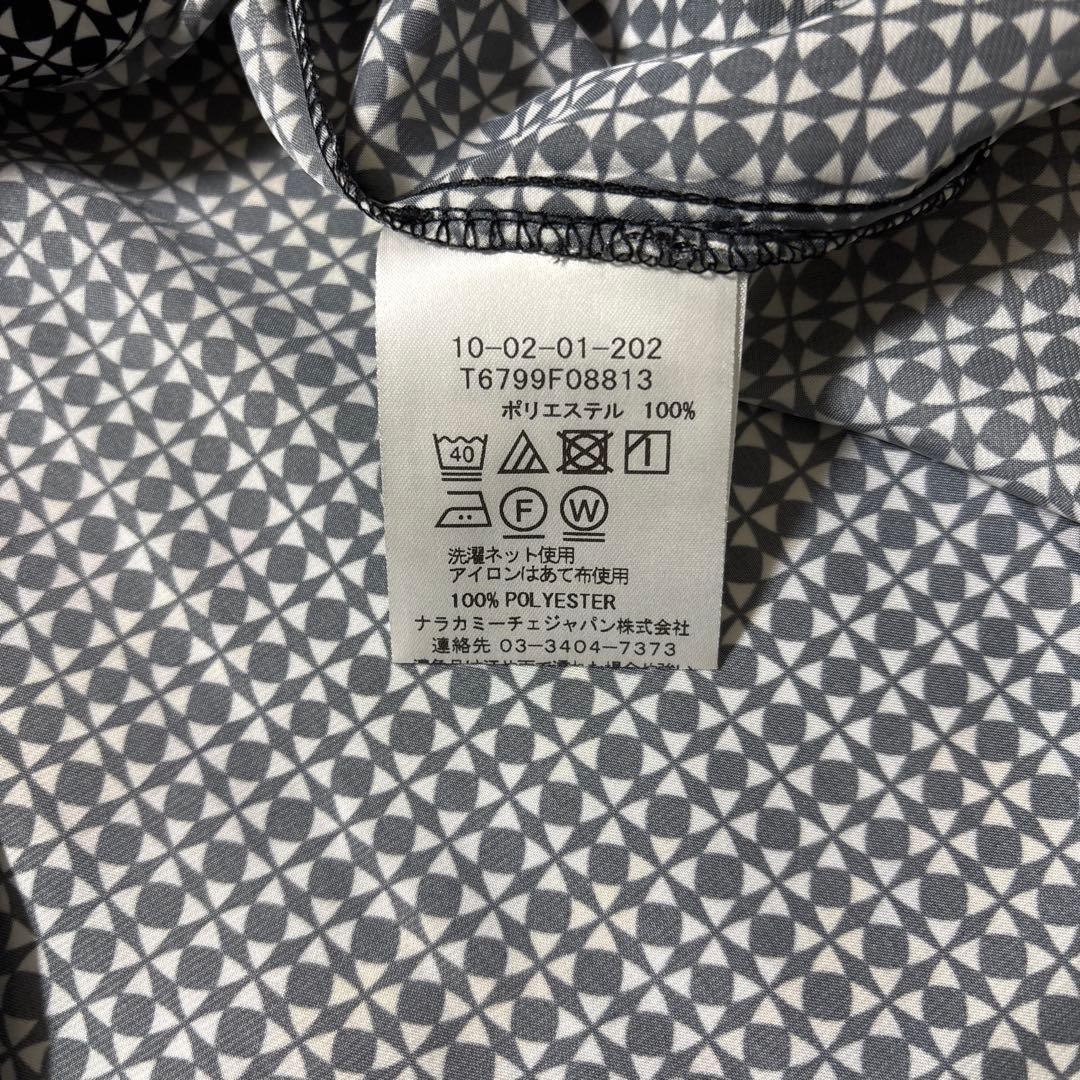 10-02-01-202
T6799F08813
ポリエステル 100%
40
F W
洗濯ネット使用
アイロンはあて布使用
100% POLYESTER
ナラカミーチェジャパン株式会社
連絡先 03-3404-7373